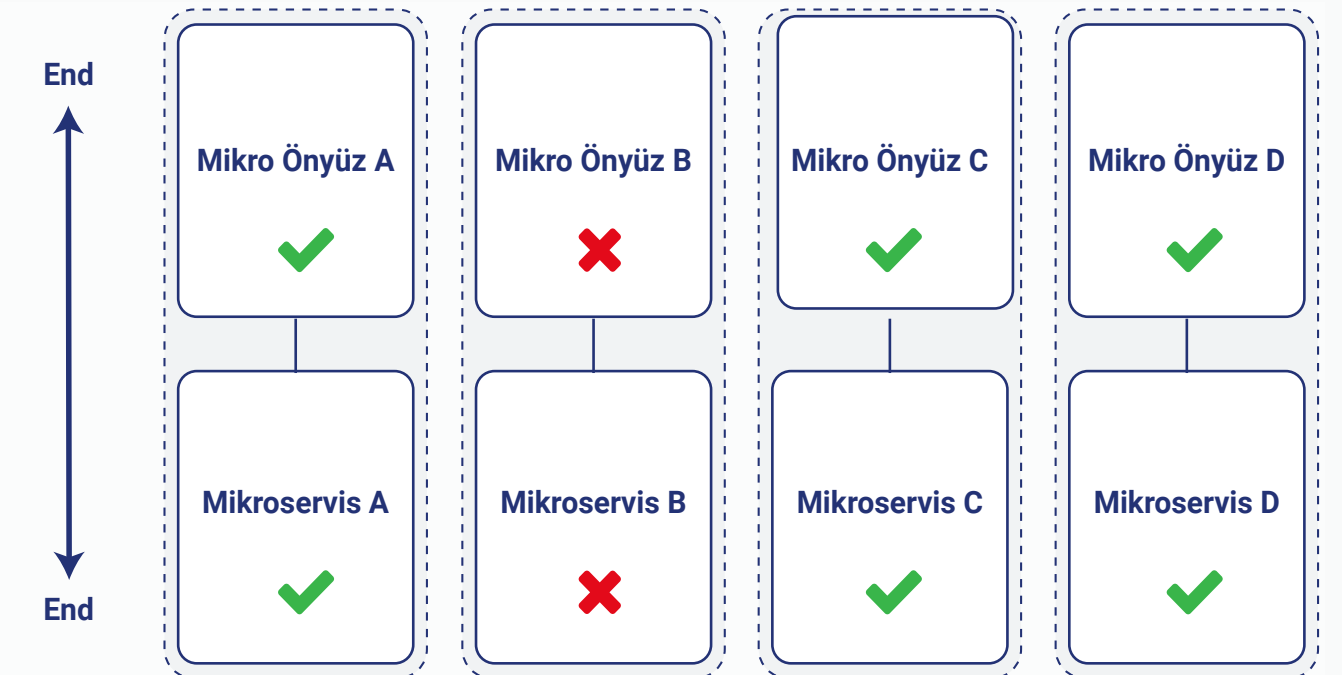 End
Mikro Önyüz A
Mikro Önyüz B
Mikro Önyüz C
Mikro Önyüz D
Mikroservis A
Mikroservis B
Mikroservis C
Mikroservis D
End